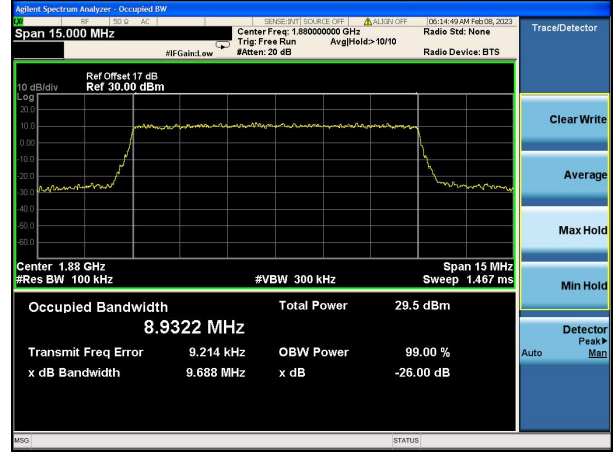 Agilent Spectrum Analyzer - Occupied BW
LXI RF 50 Ω AC SENSE:INT SOURCE OFF ALIGN OFF 06:14:49 AM Feb 08, 2023
Span 15.000 MHz
Center Freq: 1.880000000 GHz
Radio Std: None
Trig: Free Run Avg|Hold:>10/10
#IFGain:Low #Atten: 20 dB Radio Device: BTS
Trace/Detector
Ref Offset 17 dB
10 dB/div Ref 30.00 dBm
Log
20.0
10.0
0.00
-10.0
-20.0
-30.0
-40.0
-50.0
-60.0
Center 1.88 GHz Span 15 MHz
#Res BW 100 kHz #VBW 300 kHz Sweep 1.467 ms
Occupied Bandwidth Total Power 29.5 dBm
8.9322 MHz
Transmit Freq Error 9.214 kHz OBW Power 99.00 %
x dB Bandwidth 9.688 MHz x dB -26.00 dB
Clear Write
Average
Max Hold
Min Hold
Detector
Peak▶
Auto Man
MSG STATUS